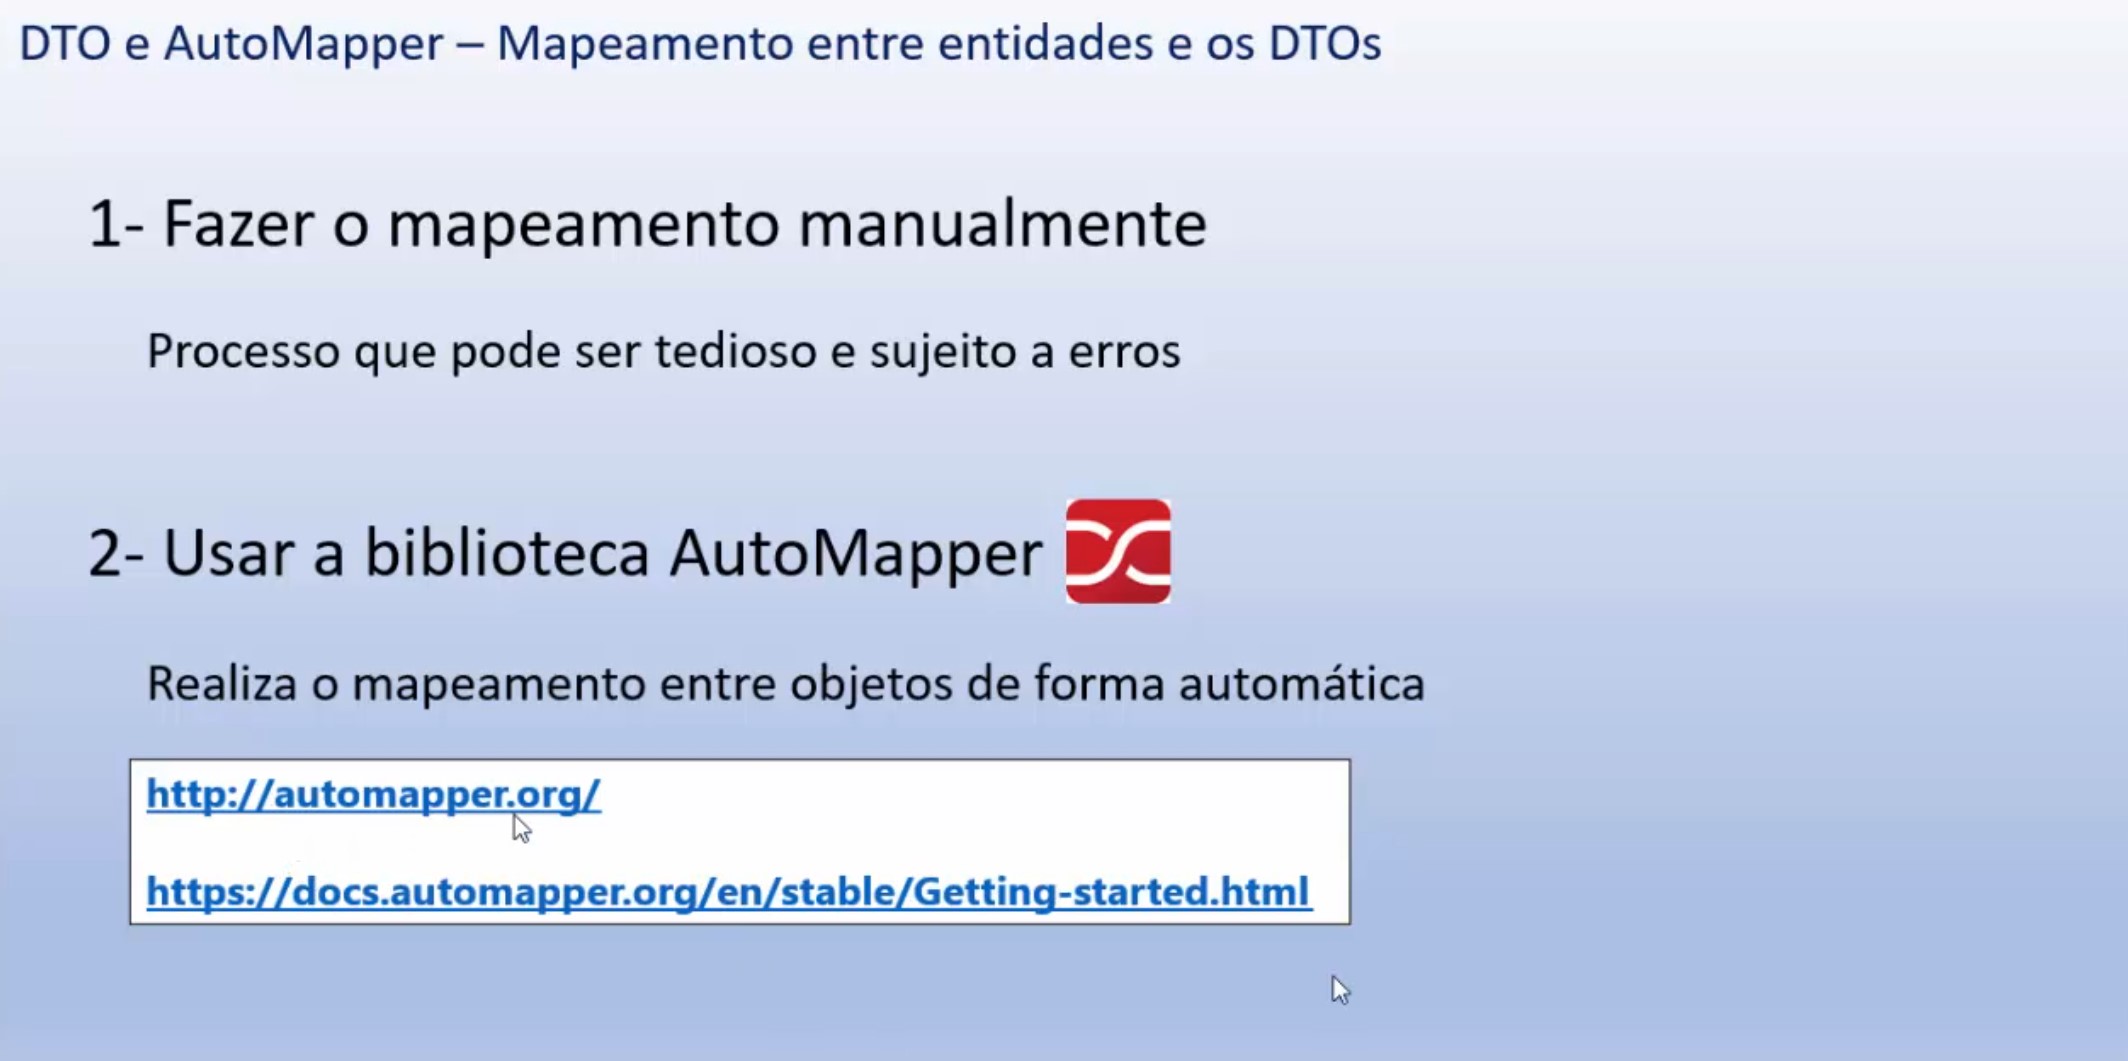 DTO e AutoMapper – Mapeamento entre entidades e os DTOs
1- Fazer o mapeamento manualmente
Processo que pode ser tedioso e sujeito a erros
2- Usar a biblioteca AutoMapper
Realiza o mapeamento entre objetos de forma automática
http://automapper.org/
https://docs.automapper.org/en/stable/Getting-started.html